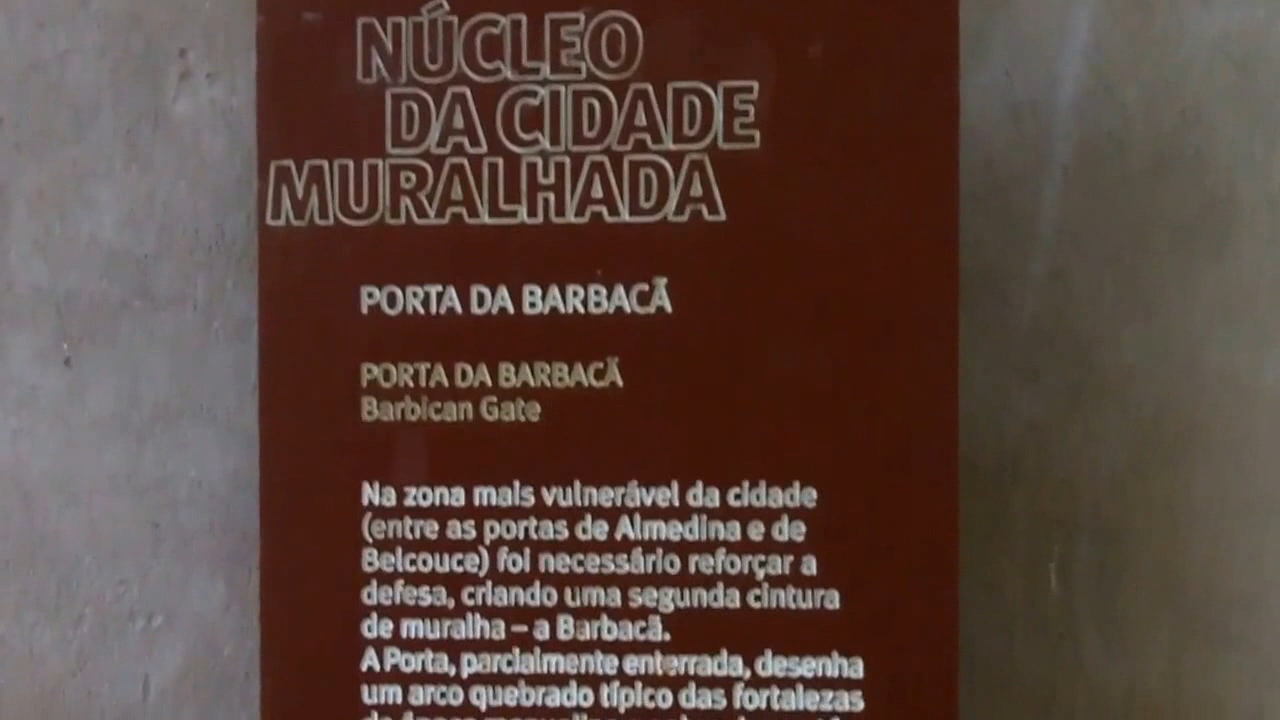 NÚCLEO
DA CIDADE
MURALHADA
PORTA DA BARBACÃ
PORTA DA BARBACÃ
Barbican Gate
Na zona mais vulnerável da cidade
(entre as portas de Almedina e de
Belcouce) foi necessário reforçar a
defesa, criando uma segunda cintura
de muralha – a Barbacã.
A Porta, parcialmente enterrada, desenha
um arco quebrado típico das fortalezas